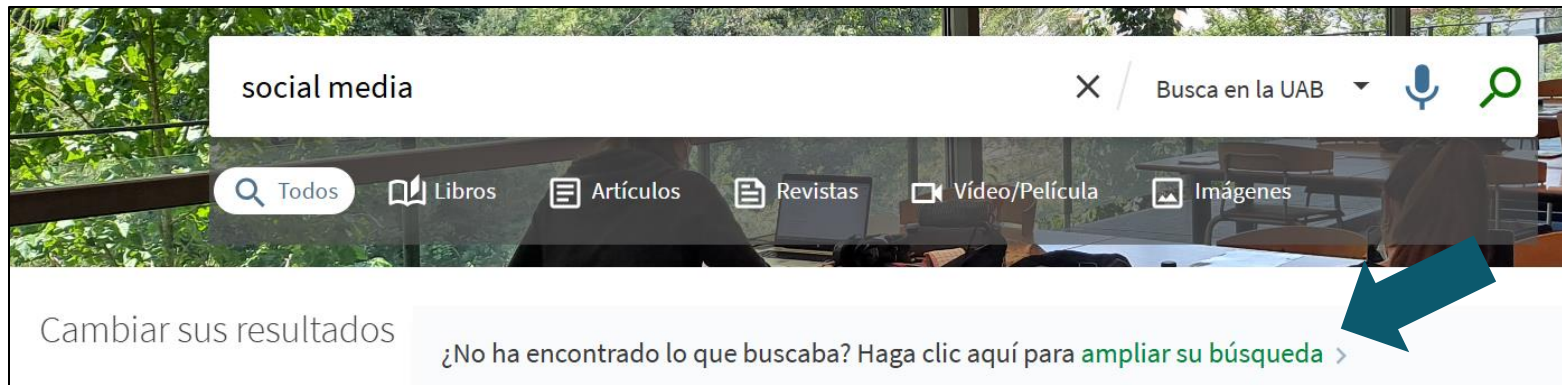 social media
Busca en la UAB
Todos
Libros
Artículos
Revistas
Vídeo/Película
Imágenes
Cambiar sus resultados
¿No ha encontrado lo que buscaba? Haga clic aquí para ampliar su búsqueda >